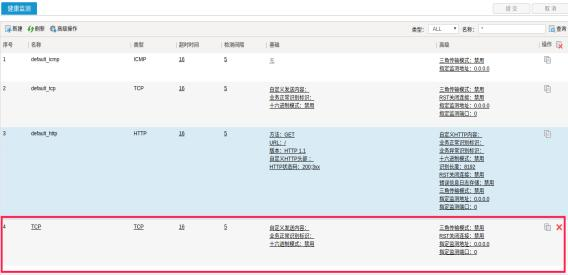 健康监测
提 交 取 消
新建 刷新 高级操作 类型: ALL 名称: * 查询
序号 名称 类型 超时时间 检测间隔 基础 高级 操作
1 default_icmp ICMP 16 5 无 三角传输模式: 禁用
指定监测地址: 0.0.0.0
2 default_tcp TCP 16 5 自定义发送内容: 三角传输模式: 禁用
业务正常识别标识: RST关闭连接: 禁用
十六进制模式: 禁用 指定监测地址: 0.0.0.0
指定监测端口: 0
3 default_http HTTP 16 5 方法: GET 自定义HTTP内容:
URL: / 业务正常识别标识:
版本: HTTP 1.1 业务异常识别标识:
自定义HTTP头部: 十六进制模式: 禁用
HTTP状态码: 200;3xx 识别长度: 8192
RST关闭连接: 禁用
错误信息日志存储: 禁用
三角传输模式: 禁用
指定监测地址: 0.0.0.0
指定监测端口: 0
4 TCP TCP 16 5 自定义发送内容: 三角传输模式: 禁用
业务正常识别标识: RST关闭连接: 禁用
十六进制模式: 禁用 指定监测地址: 0.0.0.0
指定监测端口: 0